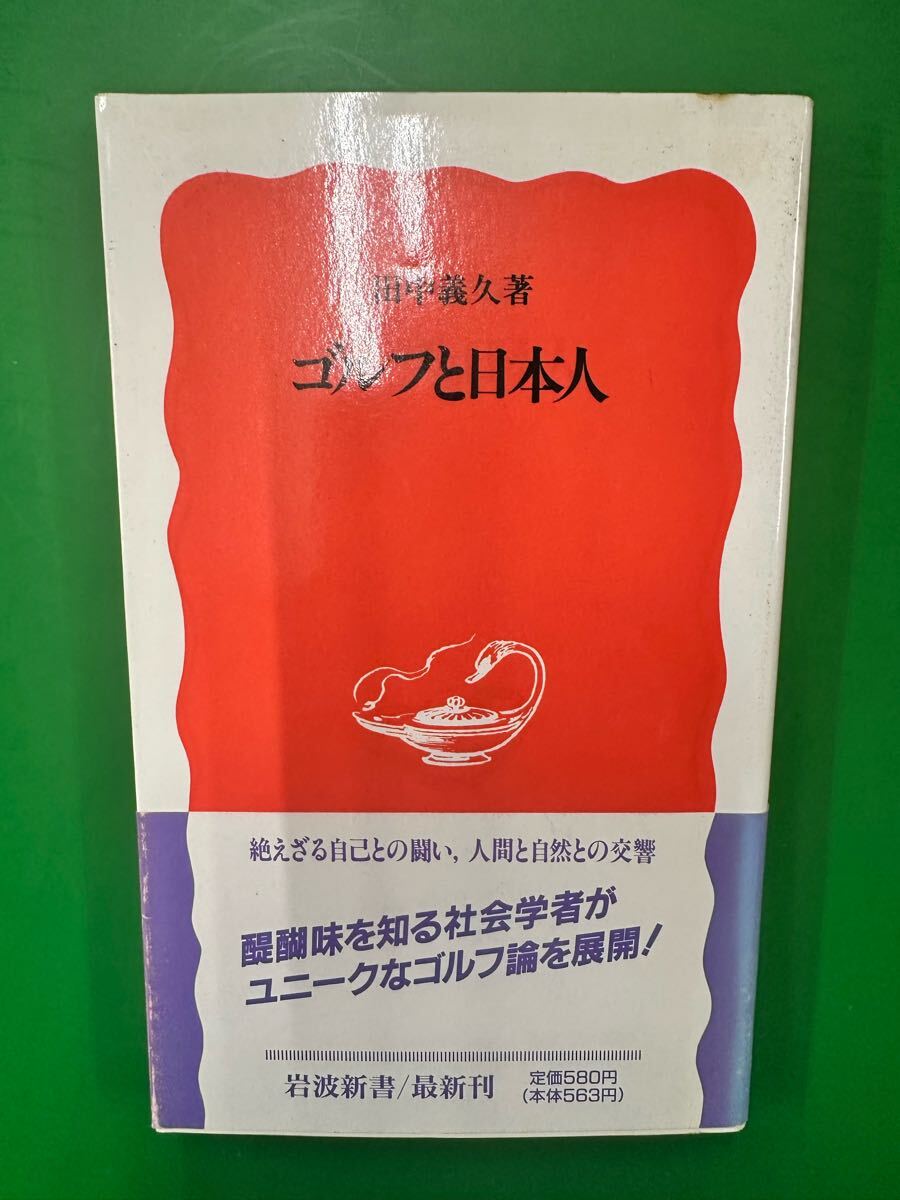 田中義久著
ゴルフと日本人
絶えざる自己との闘い, 人間と自然との交響
醍醐味を知る社会学者が
ユニークなゴルフ論を展開!
岩波新書/最新刊
定価580円
(本体563円)